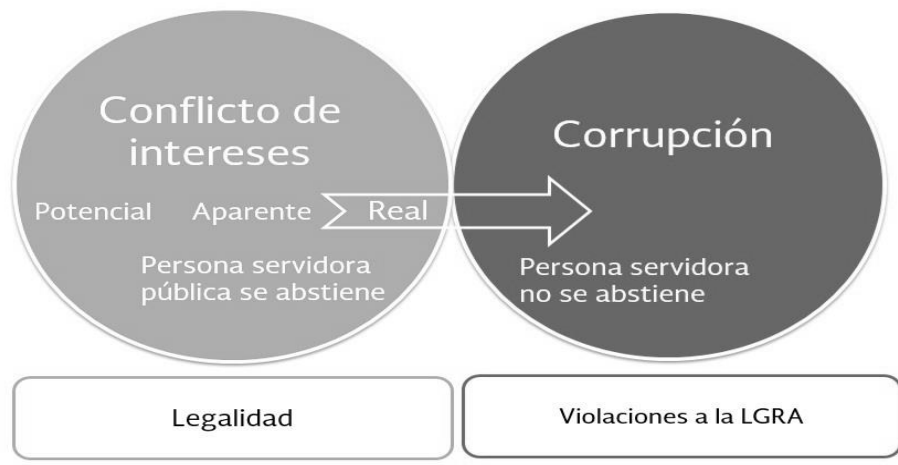 Conflicto de
intereses
Potencial Aparente Real
Persona servidora
pública se abstiene
Corrupción
Persona servidora
no se abstiene
Legalidad
Violaciones a la LGRA